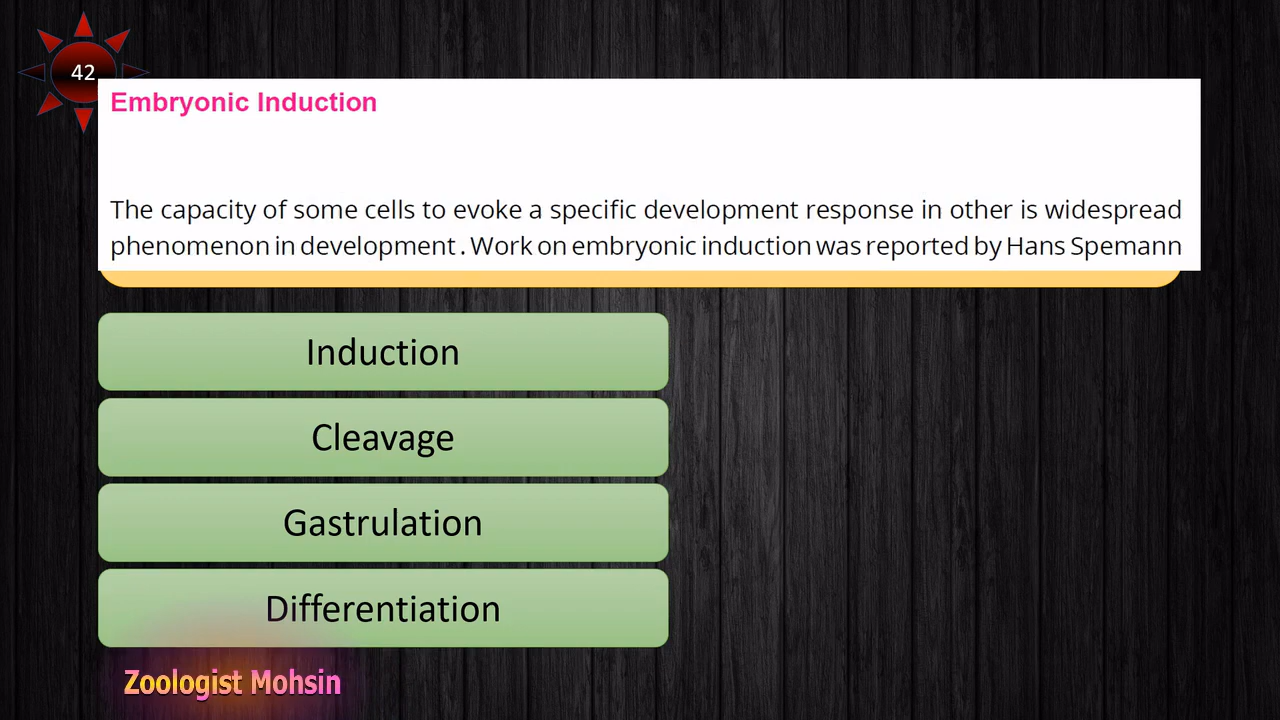 42
Embryonic Induction
The capacity of some cells to evoke a specific development response in other is widespread
phenomenon in development . Work on embryonic induction was reported by Hans Spemann
Induction
Cleavage
Gastrulation
Differentiation
Zoologist Mohsin